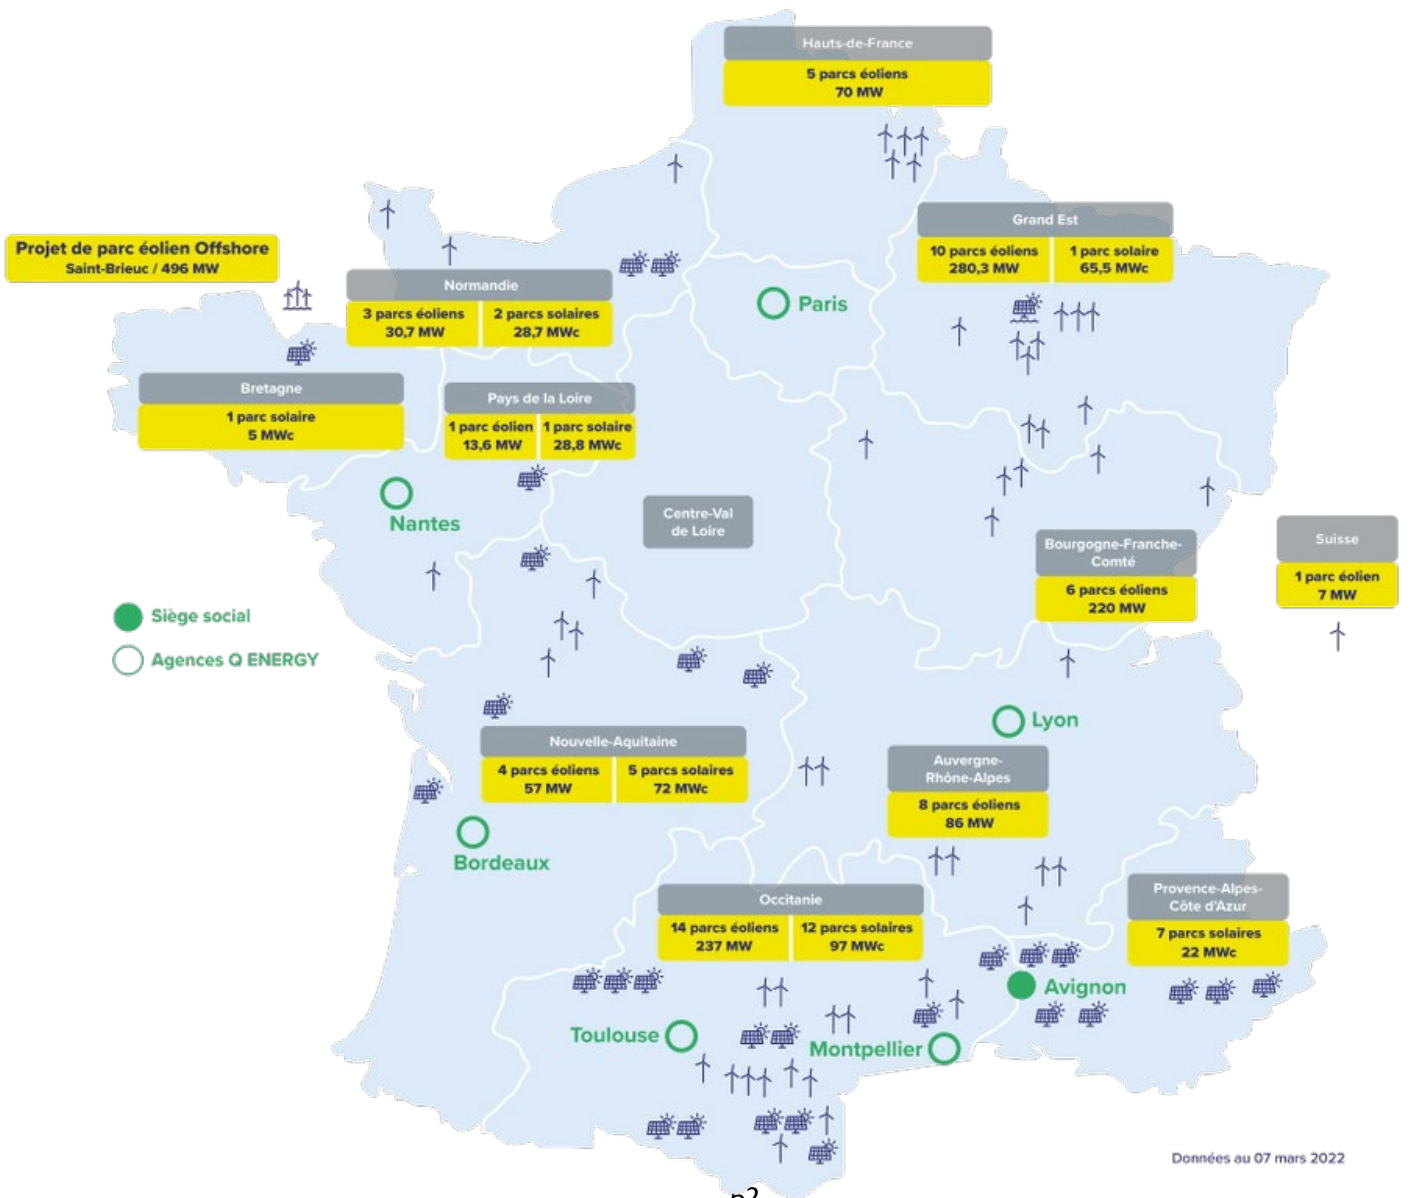 Hauts-de-France
5 parcs éoliens
70 MW
Grand Est
10 parcs éoliens
280,3 MW
1 parc solaire
65,5 MWc
Projet de parc éolien Offshore
Saint-Brieuc / 496 MW
Normandie
3 parcs éoliens
30,7 MW
2 parcs solaires
28,7 MWc
Paris
Bretagne
1 parc solaire
5 MWc
Pays de la Loire
1 parc éolien
13,6 MW
1 parc solaire
28,8 MWc
Nantes
Centre-Val
de Loire
Bourgogne-Franche-
Comté
6 parcs éoliens
220 MW
Suisse
1 parc éolien
7 MW
Siège social
Agences Q ENERGY
Lyon
Nouvelle-Aquitaine
4 parcs éoliens
57 MW
5 parcs solaires
72 MWc
Auvergne-
Rhône-Alpes
8 parcs éoliens
86 MW
Bordeaux
Occitanie
14 parcs éoliens
237 MW
12 parcs solaires
97 MWc
Provence-Alpes-
Côte d'Azur
7 parcs solaires
22 MWc
Avignon
Toulouse
Montpellier
Données au 07 mars 2022
n2